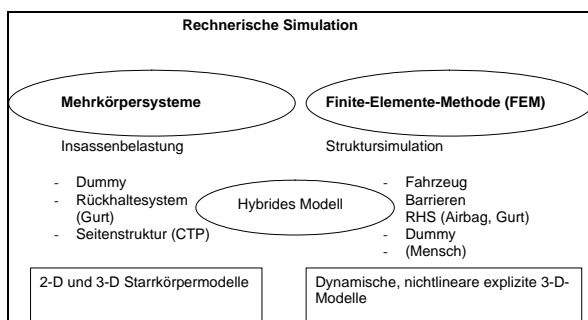 Rechnerische Simulation
Mehrkörpersysteme
Finite-Elemente-Methode (FEM)
Insassenbelastung
Struktursimulation
- Dummy
- Rückhaltesystem
(Gurt)
- Seitenstruktur (CTP)
Hybrides Modell
- Fahrzeug
- Barrieren
RHS (Airbag, Gurt)
- Dummy
- (Mensch)
2-D und 3-D Starrkörpermodelle
Dynamische, nichtlineare explizite 3-D-
Modelle